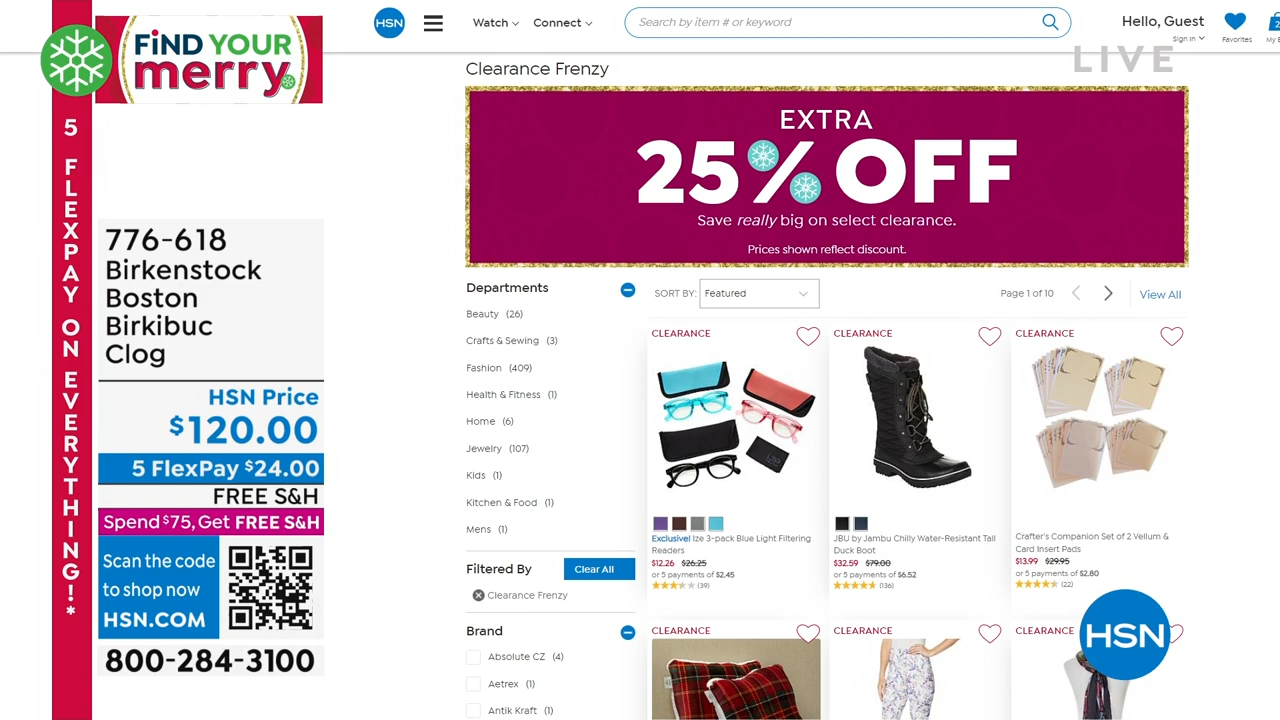 FiND YOUR
merry
5 FLEXPAY ON EVERYTHING!*
776-618
Birkenstock
Boston
Birkibuc
Clog
HSN Price
$120.00
5 FlexPay $24.00
FREE S&H
Spend $75, Get FREE S&H
Scan the code
to shop now
HSN.COM
800-284-3100
HSN
Watch
Connect
Search by item # or keyword
Hello, Guest
Sign In
Favorites
LIVE
Clearance Frenzy
EXTRA
25% OFF
Save really big on select clearance.
Prices shown reflect discount.
Departments
Beauty (26)
Crafts & Sewing (3)
Fashion (409)
Health & Fitness (1)
Home (6)
Jewelry (107)
Kids (1)
Kitchen & Food (1)
Mens (1)
Filtered By
Clear All
Clearance Frenzy
Brand
Absolute CZ (4)
Aetrex (1)
Antik Kraft (1)
SORT BY: Featured
Page 1 of 10
View All
CLEARANCE
Exclusive! Ize 3-pack Blue Light Filtering
Readers
$12.26 $26.25
or 5 payments of $2.45
(39)
CLEARANCE
JBU by Jambu Chilly Water-Resistant Tall
Duck Boot
$32.59 $79.00
or 5 payments of $6.52
(136)
CLEARANCE
Crafter's Companion Set of 2 Vellum &
Card Insert Pads
$13.99 $29.95
or 5 payments of $2.80
(22)
CLEARANCE
CLEARANCE
CLEARANCE
HSN